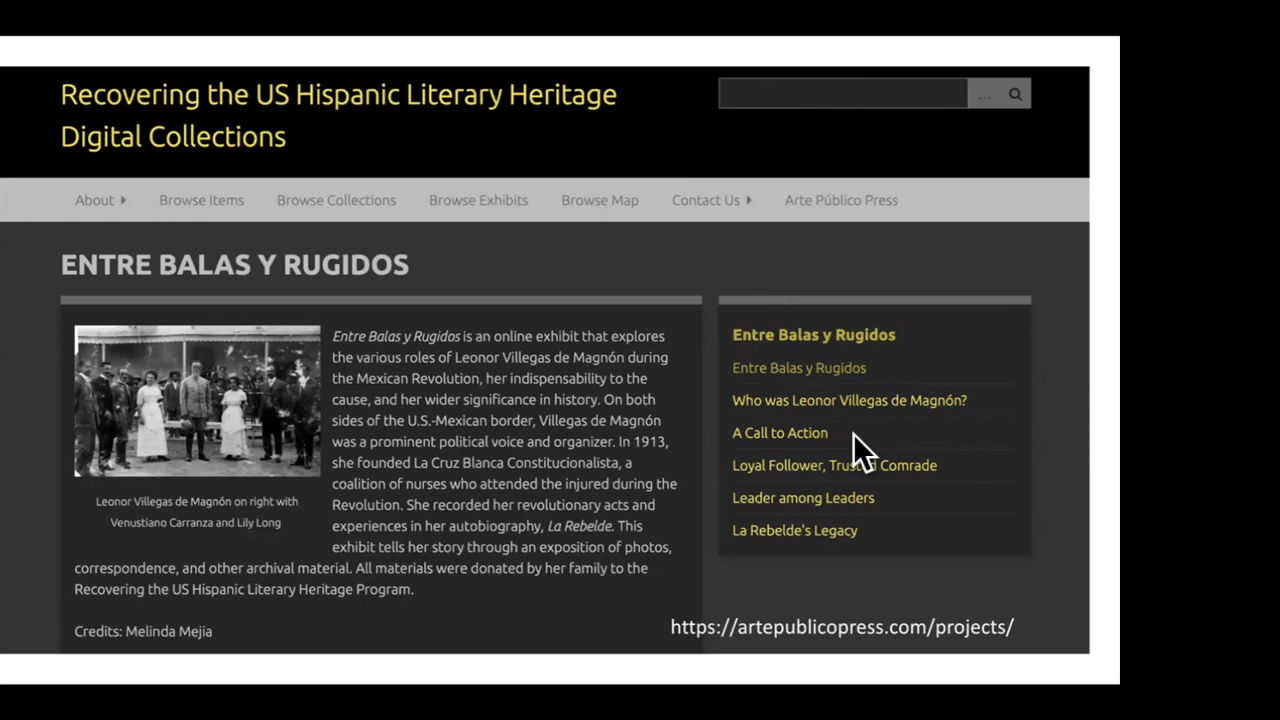 Recovering the US Hispanic Literary Heritage
Digital Collections
...
About
Browse Items
Browse Collections
Browse Exhibits
Browse Map
Contact Us
Arte Público Press
ENTRE BALAS Y RUGIDOS
Entre Balas y Rugidos is an online exhibit that explores
the various roles of Leonor Villegas de Magnón during
the Mexican Revolution, her indispensability to the
cause, and her wider significance in history. On both
sides of the U.S.-Mexican border, Villegas de Magnón
was a prominent political voice and organizer. In 1913,
she founded La Cruz Blanca Constitucionalista, a
coalition of nurses who attended the injured during the
Revolution. She recorded her revolutionary acts and
experiences in her autobiography, La Rebelde. This
exhibit tells her story through an exposition of photos,
correspondence, and other archival material. All materials were donated by her family to the
Recovering the US Hispanic Literary Heritage Program.
Leonor Villegas de Magnón on right with
Venustiano Carranza and Lily Long
Credits: Melinda Mejia
Entre Balas y Rugidos
Entre Balas y Rugidos
Who was Leonor Villegas de Magnón?
A Call to Action
Loyal Follower, Trusted Comrade
Leader among Leaders
La Rebelde's Legacy
https://artepublicopress.com/projects/